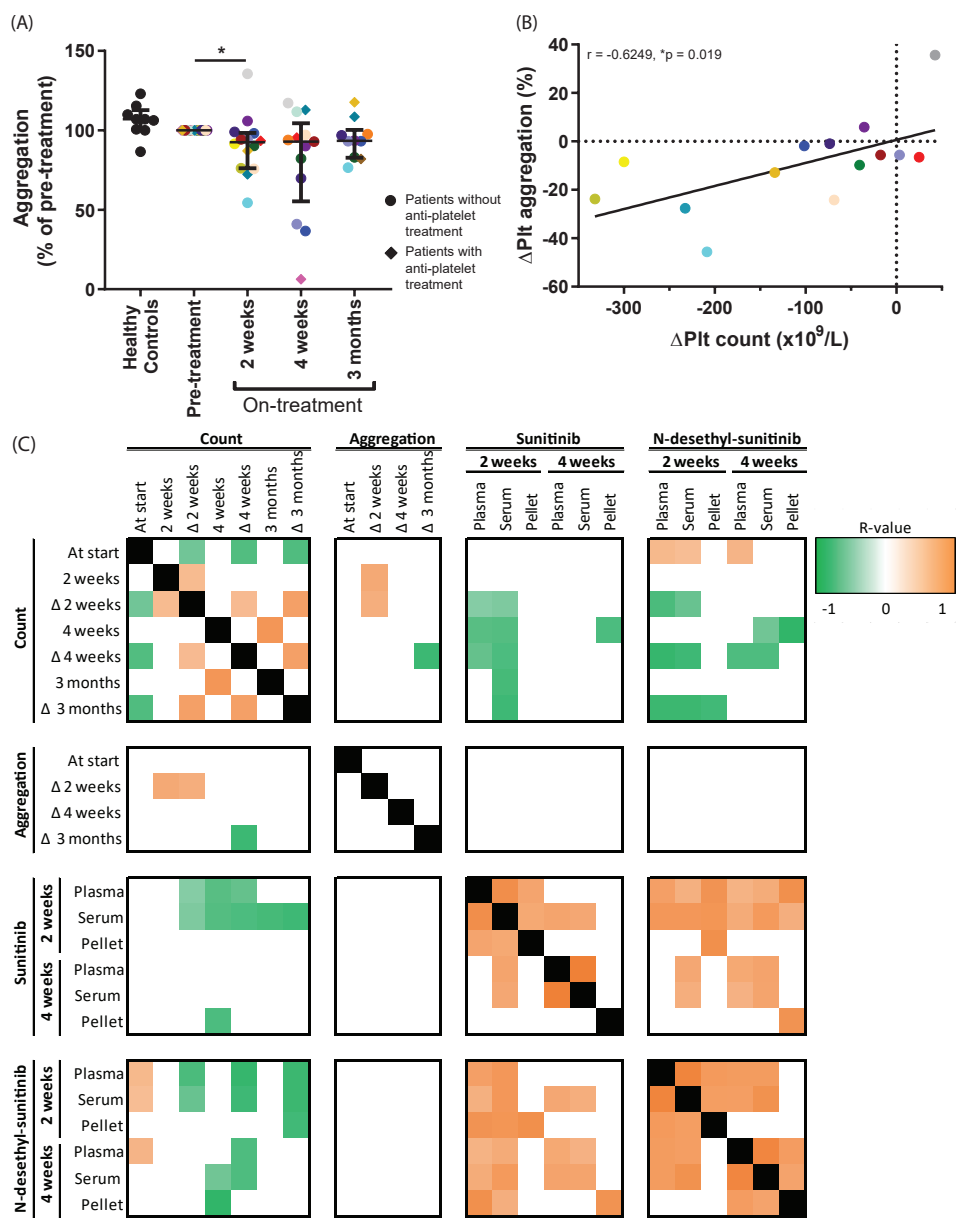 (A)
150
*
100
50
0
Aggregation
(% of pre-treatment)
Patients without
anti-platelet
treatment
Patients with
anti-platelet
treatment
Healthy
Controls
Pre-treatment
2 weeks
4 weeks
3 months
On-treatment
(B)
r = -0.6249, *p = 0.019
40
20
0
-20
-40
-60
ΔPlt aggregation (%)
-300
-200
-100
0
ΔPlt count (x10⁹/L)
(C)
Count
Aggregation
Sunitinib
N-desethyl-sunitinib
2 weeks
4 weeks
2 weeks
4 weeks
At start
2 weeks
Δ 2 weeks
4 weeks
Δ 4 weeks
3 months
Δ 3 months
At start
Δ 2 weeks
Δ 4 weeks
Δ 3 months
Plasma
Serum
Pellet
Plasma
Serum
Pellet
Plasma
Serum
Pellet
Plasma
Serum
Pellet
R-value
-1
0
1
Count
At start
2 weeks
Δ 2 weeks
4 weeks
Δ 4 weeks
3 months
Δ 3 months
Aggregation
At start
Δ 2 weeks
Δ 4 weeks
Δ 3 months
Sunitinib
2 weeks
Plasma
Serum
Pellet
4 weeks
Plasma
Serum
Pellet
N-desethyl-sunitinib
2 weeks
Plasma
Serum
Pellet
4 weeks
Plasma
Serum
Pellet